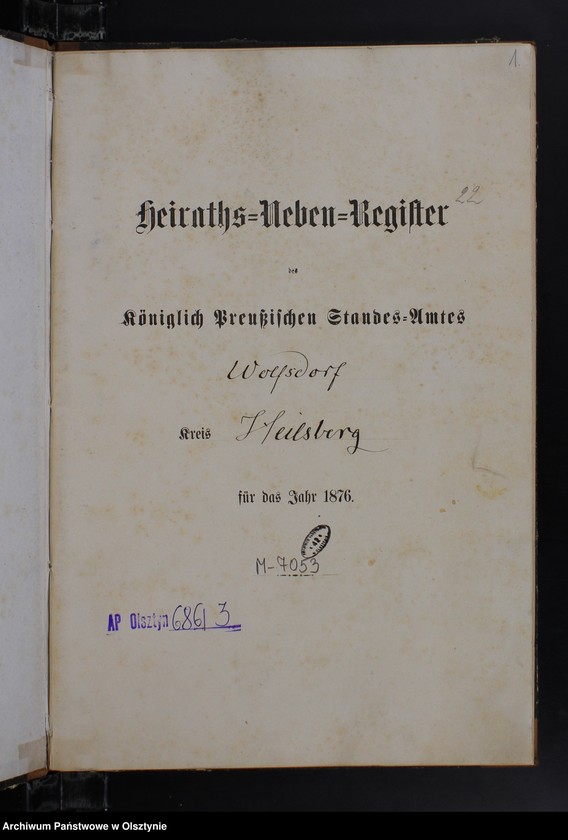 1.
22
Heiraths=Neben=Register
des
Königlich Preußischen Standes=Amtes
Wolfsdorf
Kreis Heilsberg
für das Jahr 1876.
M-7053
AP Olsztyn 686/3
Archiwum Państwowe w Olsztynie